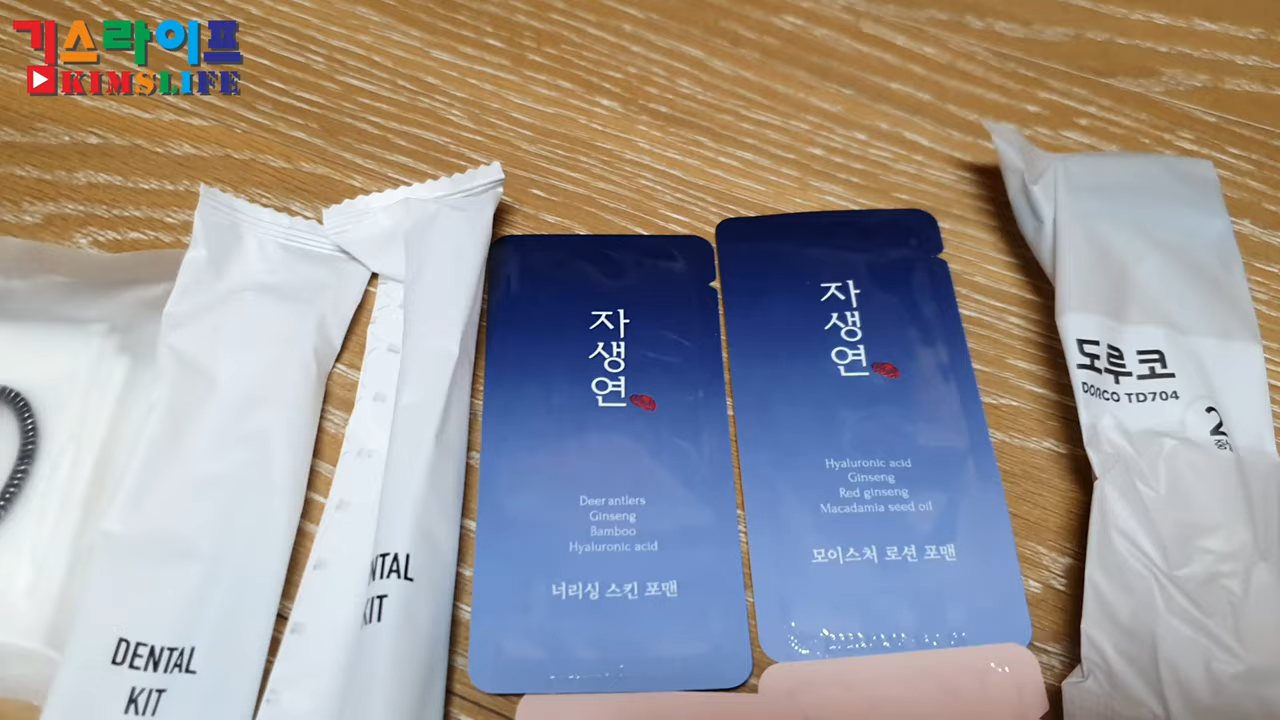 김스라이프
KIMSLIFE
DENTAL
KIT
NTAL
KIT
자생연
Deer antlers
Ginseng
Bamboo
Hyaluronic acid
너리싱 스킨 포맨
자생연
Hyaluronic acid
Ginseng
Red ginseng
Macadamia seed oil
모이스처 로션 포맨
도루코
DORCO TD704
2